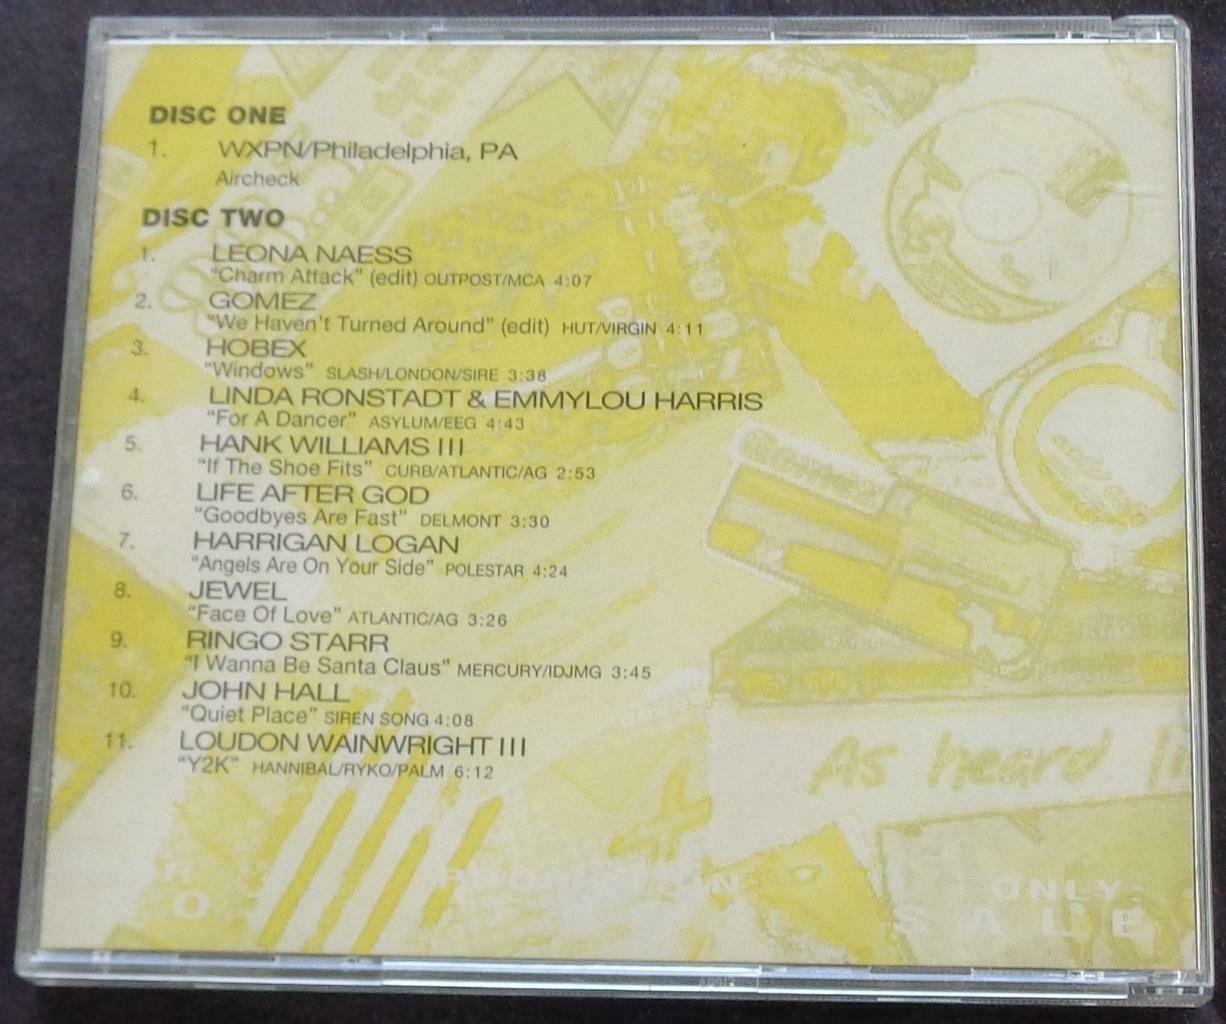 DISC ONE
1. WXPN/Philadelphia, PA
Aircheck
DISC TWO
1. LEONA NAESS
"Charm Attack" (edit) OUTPOST/MCA 4:07
2. GOMEZ
"We Haven't Turned Around" (edit) HUT/VIRGIN 4:11
3. HOBEX
"Windows" SLASH/LONDON/SIRE 3:38
4. LINDA RONSTADT & EMMYLOU HARRIS
"For A Dancer" ASYLUM/EEG 4:43
5. HANK WILLIAMS III
"If The Shoe Fits" CURB/ATLANTIC/AG 2:53
6. LIFE AFTER GOD
"Goodbyes Are Fast" DELMONT 3:30
7. HARRIGAN LOGAN
"Angels Are On Your Side" POLESTAR 4:24
8. JEWEL
"Face Of Love" ATLANTIC/AG 3:26
9. RINGO STARR
"I Wanna Be Santa Claus" MERCURY/IDJMG 3:45
10. JOHN HALL
"Quiet Place" SIREN SONG 4:08
11. LOUDON WAINWRIGHT III
"Y2K" HANNIBAL/RYKO/PALM 6:12
As heard
ONLY:
SALE